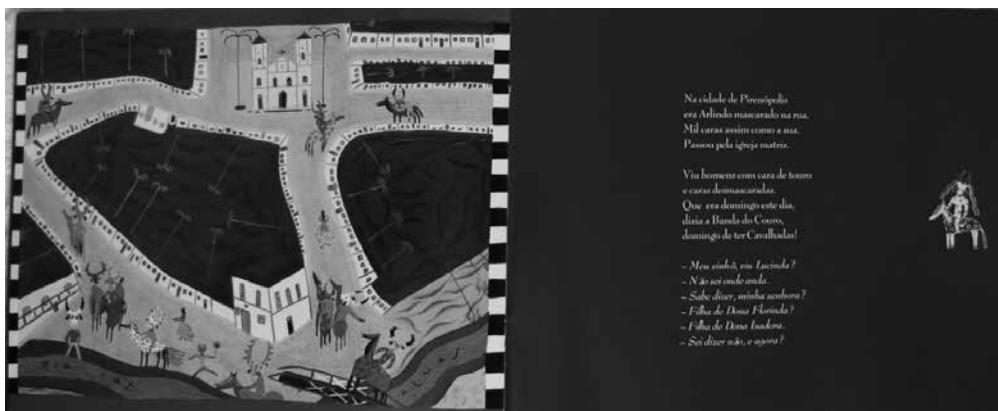 Na cidade de Pirenópolis
era Arlindo mascarado na rua.
Mil caras assim como a sua.
Passou pela igreja matriz.
Viu homens com cara de touro
e caras desmascaradas.
Que era domingo este dia,
dizia a Banda do Couro,
domingo de ter Cavalhadas!
– Meu sinhô, viu Lucinda?
– Não sei onde anda.
– Sabe dizer, minha senhora?
– Filha de Dona Florinda?
– Filha de Dona Isadora.
– Sei dizer não, e agora?